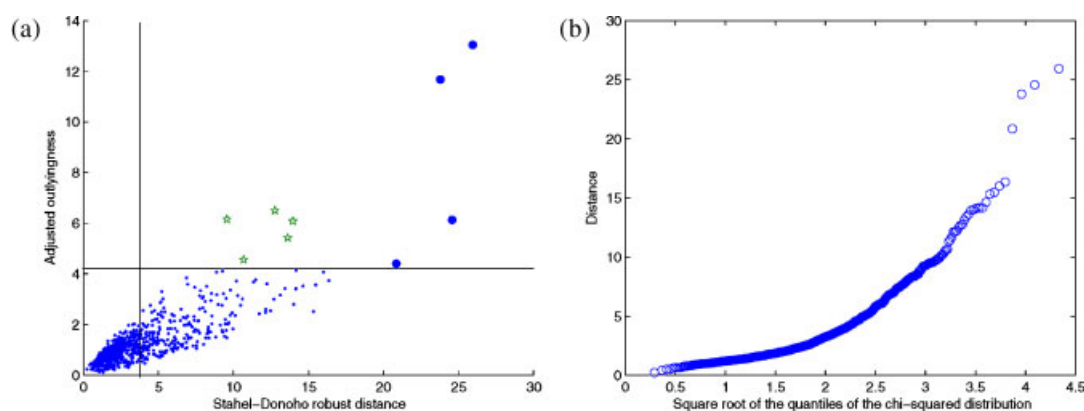 (a)
14
12
10
8
6
4
2
0
Adjusted outlyingness
0 5 10 15 20 25 30
Stahel–Donoho robust distance
(b)
30
25
20
15
10
5
0
Distance
0 0.5 1 1.5 2 2.5 3 3.5 4 4.5
Square root of the quantiles of the chi–squared distribution